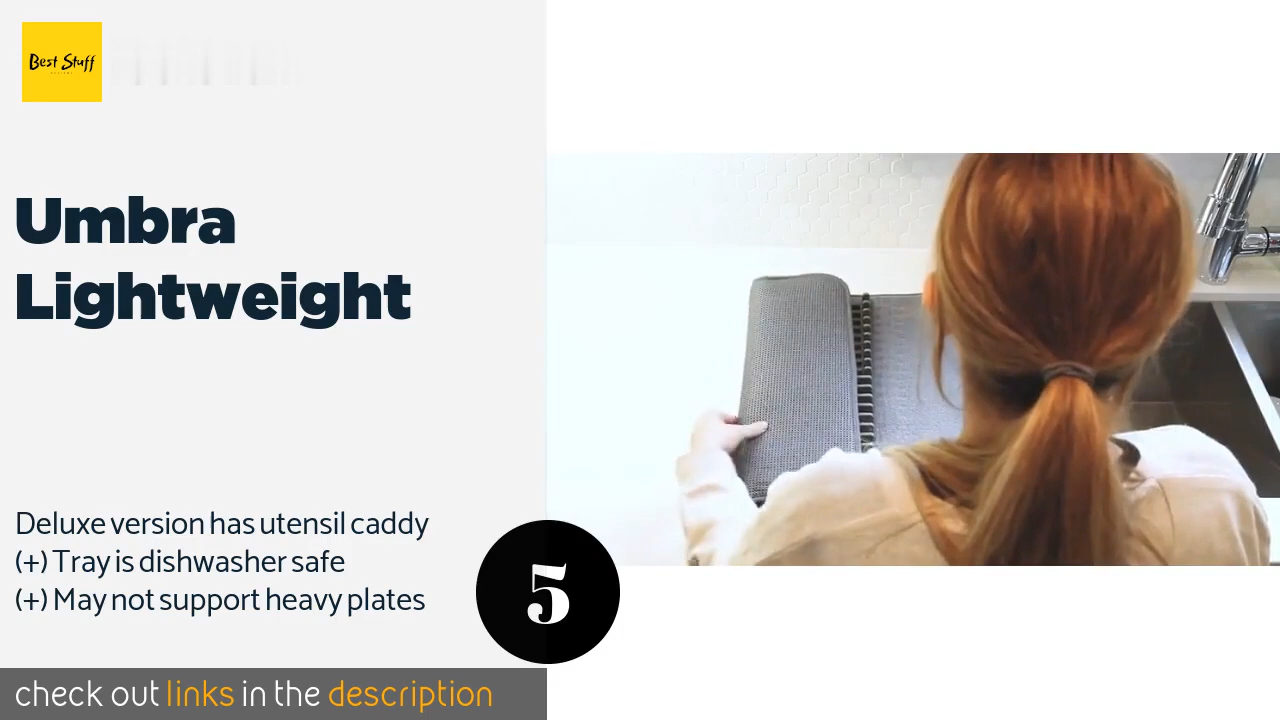 Best Stuff
Umbra
Lightweight
Deluxe version has utensil caddy
(+) Tray is dishwasher safe
(+) May not support heavy plates
5
check out links in the description